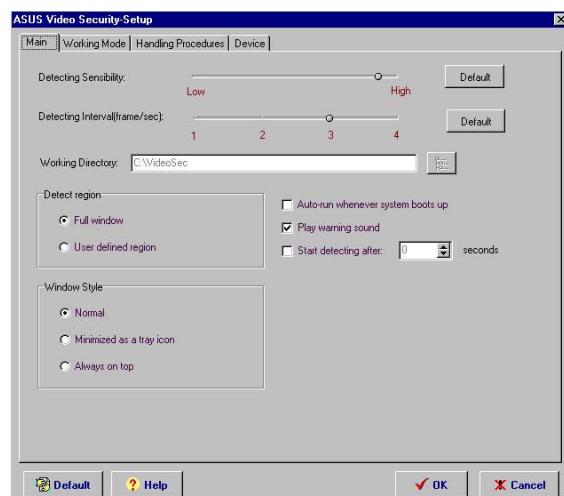 ASUS Video Security-Setup
Main Working Mode Handling Procedures Device
Detecting Sensibility: Default
Low High
Detecting Interval(frame/sec): Default
1 2 3 4
Working Directory: C:\VideoSec
Detect region
Full window
User defined region
Auto-run whenever system boots up
Play warning sound
Start detecting after: 0 seconds
Window Style
Normal
Minimized as a tray icon
Always on top
Default Help OK Cancel